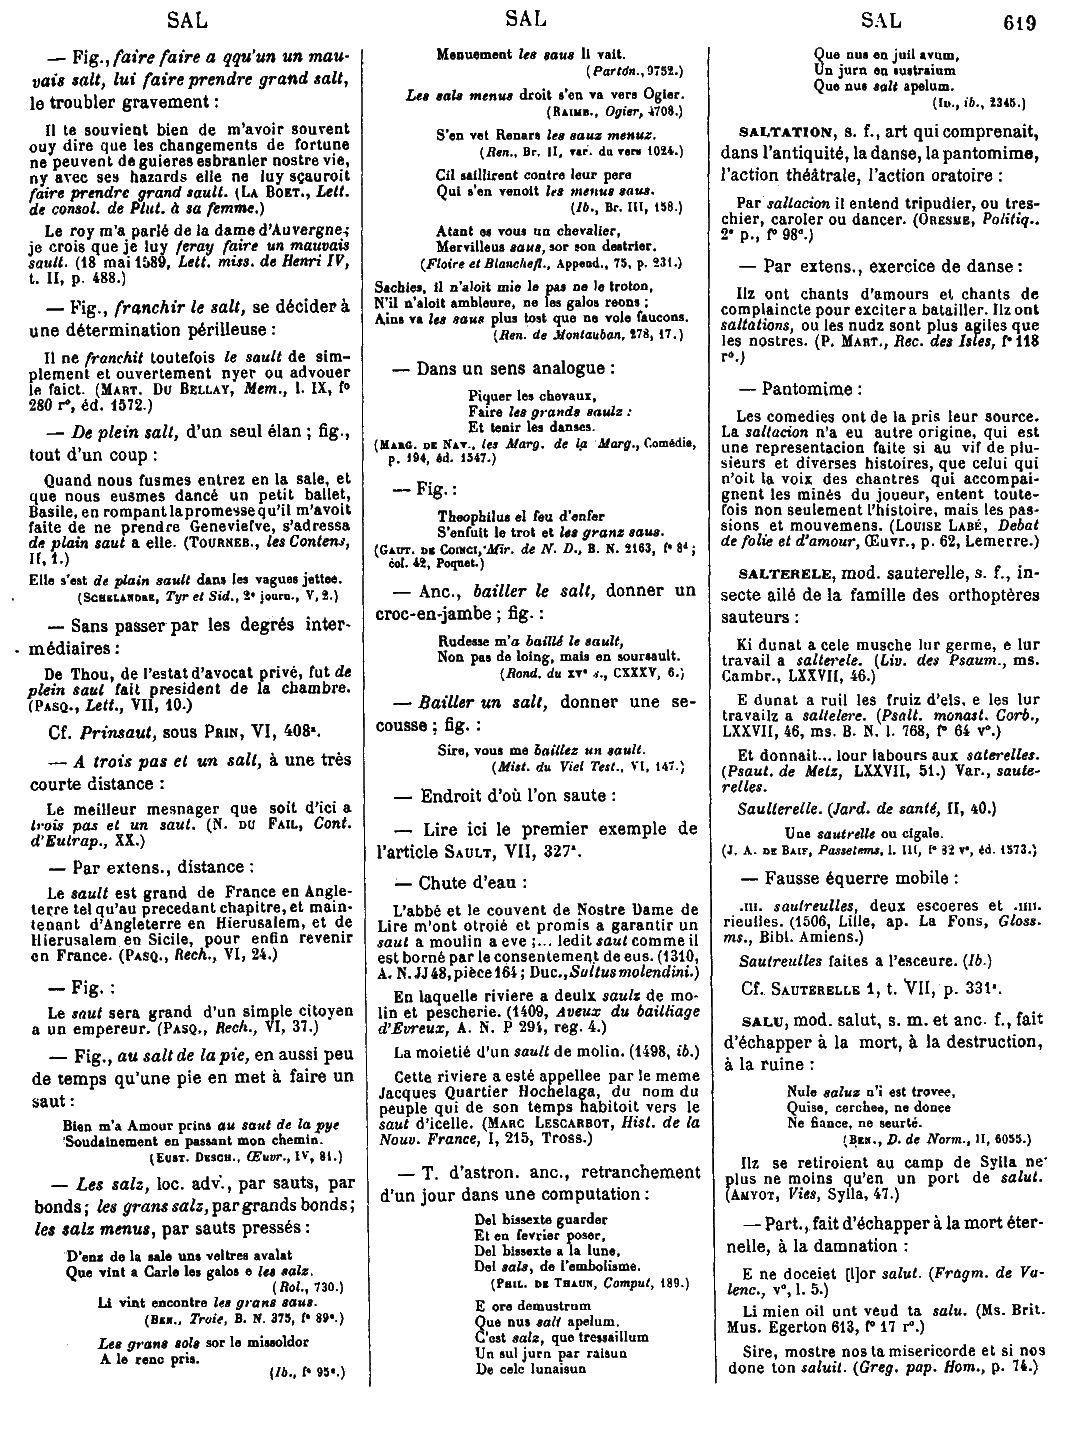 SAL
SAL
SAL
619
— Fig., faire faire a qqu'un un mau-
vais salt, lui faire prendre grand salt,
le troubler gravement :
Il te souvient bien de m'avoir souvent
ouy dire que les changements de fortune
ne peuvent de guieres esbranler nostre vie,
ny avec ses hazards elle ne luy sçauroit
faire prendre grand sault. (LA BOET., Lett.
de consol. de Plut. à sa femme.)
Le roy m'a parlé de la dame d'Auvergne;
je crois que je luy feray faire un mauvais
sault. (18 mai 1589, Lett. miss. de Henri IV,
t. II, p. 488.)
— Fig., franchir le salt, se décider à
une détermination périlleuse :
Il ne franchit toutefois le sault de sim-
plement et ouvertement nyer ou advouer
le faict. (MART. DU BELLAY, Mem., l. IX, f°
280 r°, éd. 1572.)
— De plein salt, d'un seul élan ; fig.,
tout d'un coup :
Quand nous fusmes entrez en la sale, et
que nous eusmes dancé un petit ballet,
Basile, en rompant la promesse qu'il m'avoit
faite de ne prendre Geneviefve, s'adressa
de plain saut a elle. (TOURNEB., les Contens,
II, 1.)
Elle s'est de plain sault dans les vagues jettee.
(SCHELANDRE, Tyr et Sid., 2e journ., V, 2.)
— Sans passer par les degrés inter-
médiaires :
De Thou, de l'estat d'avocat privé, fut de
plein saut fait president de la chambre.
(PASQ., Lett., VII, 10.)
Cf. Prinsaut, sous PRIN, VI, 408a.
— A trois pas et un salt, à une très
courte distance :
Le meilleur mesnager que soit d'ici a
trois pas et un saut. (N. DU FAIL, Cont.
d'Eutrap., XX.)
— Par extens., distance :
Le sault est grand de France en Angle-
terre tel qu'au precedant chapitre, et main-
tenant d'Angleterre en Hierusalem, et de
Hierusalem en Sicile, pour enfin revenir
en France. (PASQ., Rech., VI, 24.)
— Fig. :
Le saut sera grand d'un simple citoyen
a un empereur. (PASQ., Rech., VI, 37.)
— Fig., au salt de la pie, en aussi peu
de temps qu'une pie en met à faire un
saut :
Bien m'a Amour prins au saut de la pye
Soudainement en passant mon chemin.
(EUST. DESCH., Œuvr., IV, 81.)
— Les salz, loc. adv., par sauts, par
bonds ; les grans salz, par grands bonds ;
les salz menus, par sauts pressés :
D'enz de la sale uns veltres avalat
Que vint a Carle les galos e les salz.
(Rol., 730.)
Li vint encontre les grans saus.
(BEN., Troie, B. N. 375, f° 89e.)
Les grans sols sor le missoldor
A le renc pris.
(Ib., f° 95e.)
Menuement les saus li vait.
(Parton., 9752.)
Les sals menus droit s'en va vers Ogier.
(RAIMB., Ogier, 4708.)
S'en vet Renars les sauz menuz.
(Ren., Br. II, var. du vers 1024.)
Cil saillirent contre leur pere
Qui s'en venoit les menus saus.
(Ib., Br. III, 158.)
Atant es vous un chevalier,
Mervilleus saus, sor son destrier.
(Floire et Blanchefl., Append., 75, p. 231.)
Sachies, il n'aloit mie le pas ne le troton,
N'il n'aloit ambleure, ne les galos reons ;
Ains va les saus plus tost que ne vole faucons.
(Ren. de Montauban, 278, 17.)
— Dans un sens analogue :
Piquer les chevaux,
Faire les grands saulz :
Et tenir les danses.
(MARG. DE NAV., les Marg. de la Marg., Comédie,
p. 194, éd. 1547.)
— Fig. :
Theophilus el feu d'enfer
S'enfuit le trot et les granz saus.
(GAUT. DE COINCI, Mir. de N. D., B. N. 2163, f° 8d ;
col. 42, Poquet.)
— Anc., bailler le salt, donner un
croc-en-jambe ; fig. :
Rudesse m'a baillé le sault,
Non pas de loing, mais en soursault.
(Rond. du XVe s., CXXXV, 6.)
— Bailler un salt, donner une se-
cousse ; fig. :
Sire, vous me baillez un sault.
(Mist. du Viel Test., VI, 147.)
— Endroit d'où l'on saute :
— Lire ici le premier exemple de
l'article SAULT, VII, 327a.
— Chute d'eau :
L'abbé et le couvent de Nostre Dame de
Lire m'ont otroié et promis a garantir un
saut a moulin a eve ;... ledit saut comme il
est borné par le consentement de eus. (1310,
A. N. JJ 48, pièce 164 ; Duc., Saltus molendini.)
En laquelle riviere a deulx saulz de mo-
lin et pescherie. (1409, Aveux du bailliage
d'Evreux, A. N. P 294, reg. 4.)
La moietié d'un sault de molin. (1498, ib.)
Cette riviere a esté appellee par le meme
Jacques Quartier Hochelaga, du nom du
peuple qui de son temps habitoit vers le
saut d'icelle. (MARC LESCARBOT, Hist. de la
Nouv. France, I, 215, Tross.)
— T. d'astron. anc., retranchement
d'un jour dans une computation :
Del bissexte guarder
Et en fevrier poser,
Del bissexte a la lune,
Del sals, de l'embolisme.
(PHIL. DE THAUN, Comput, 189.)
E ore demustrum
Que nus salt apelum.
C'est salz, que tressaillum
Un sul jurn par raisun
De cele lunaisun
Que nus en juil avum,
Un jurn en sustraium
Que nus salt apelum.
(ID., ib., 2345.)
SALTATION, s. f., art qui comprenait,
dans l'antiquité, la danse, la pantomime,
l'action théâtrale, l'action oratoire :
Par saltacion il entend tripudier, ou tres-
chier, caroler ou dancer. (ORESME, Politiq..
2e p., f° 98a.)
— Par extens., exercice de danse :
Ilz ont chants d'amours et chants de
complaincte pour exciter a batailler. Ilz ont
saltations, ou les nudz sont plus agiles que
les nostres. (P. MART., Rec. des Isles, f° 118
r°.)
— Pantomime :
Les comedies ont de la pris leur source.
La saltacion n'a eu autre origine, qui est
une representacion faite si au vif de plu-
sieurs et diverses histoires, que celui qui
n'oit la voix des chantres qui accompai-
gnent les minés du joueur, entent toute-
fois non seulement l'histoire, mais les pas-
sions et mouvemens. (LOUISE LABÉ, Debat
de folie et d'amour, Œuvr., p. 62, Lemerre.)
SALTERELE, mod. sauterelle, s. f., in-
secte ailé de la famille des orthoptères
sauteurs :
Ki dunat a cele musche lur germe, e lur
travail a salterele. (Liv. des Psaum., ms.
Cambr., LXXVII, 46.)
E dunat a ruil les fruiz d'els, e les lur
travailz a saltelere. (Psalt. monast. Corb.,
LXXVII, 46, ms. B. N. l. 768, f° 64 v°.)
Et donnait... lour labours aux saterelles.
(Psaut. de Metz, LXXVII, 51.) Var., saute-
relles.
Saulterelle. (Jard. de santé, II, 40.)
Une sautrelle ou cigale.
(J. A. DE BAIF, Passetems, l. III, f° 82 v°, éd. 1573.)
— Fausse équerre mobile :
.III. sautreulles, deux escoeres et .IIII.
rieulles. (1506, Lille, ap. La Fons, Gloss.
ms., Bibl. Amiens.)
Sautreulles faites a l'esceure. (Ib.)
Cf. SAUTERELLE 1, t. VII, p. 331a.
SALU, mod. salut, s. m. et anc. f., fait
d'échapper à la mort, à la destruction,
à la ruine :
Nule saluz n'i est trovee,
Quise, cerchee, ne donee
Ne fiance, ne seurté.
(BEN., D. de Norm., II, 6055.)
Ilz se retiroient au camp de Sylla ne
plus ne moins qu'en un port de salut.
(AMYOT, Vies, Sylla, 47.)
— Part., fait d'échapper à la mort éter-
nelle, à la damnation :
E ne doceiet [l]or salut. (Fragm. de Va-
lenc., v°, l. 5.)
Li mien oil unt veud ta salu. (Ms. Brit.
Mus. Egerton 613, f° 17 r°.)
Sire, mostre nos ta misericorde et si nos
done ton saluit. (Greg. pap. Hom., p. 74.)